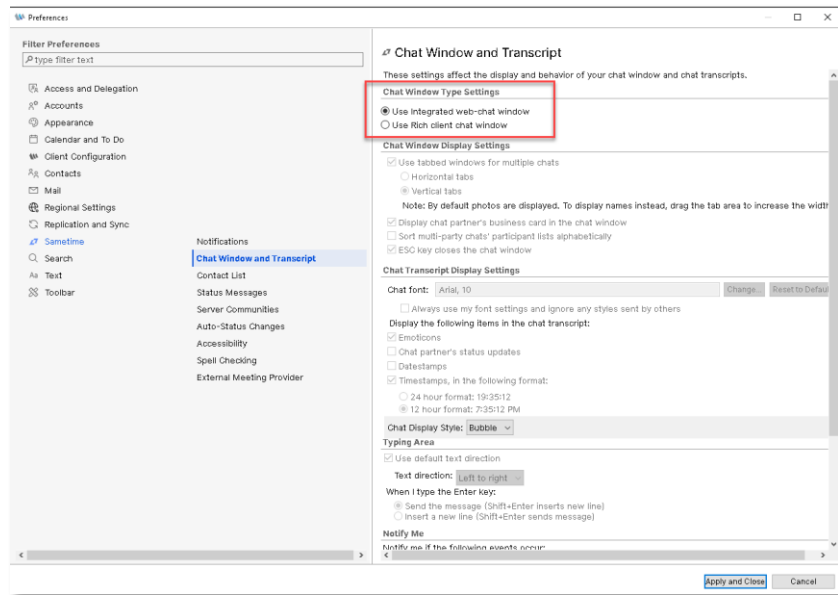 Preferences
Filter Preferences
type filter text
Access and Delegation
Accounts
Appearance
Calendar and To Do
Client Configuration
Contacts
Mail
Regional Settings
Replication and Sync
Sametime
Search
Aa Text
Toolbar
Notifications
Chat Window and Transcript
Contact List
Status Messages
Server Communities
Auto-Status Changes
Accessibility
Spell Checking
External Meeting Provider
Chat Window and Transcript
These settings affect the display and behavior of your chat window and chat transcripts.
Chat Window Type Settings
Use Integrated web-chat window
Use Rich client chat window
Chat Window Display Settings
Use tabbed windows for multiple chats
Horizontal tabs
Vertical tabs
Note: By default photos are displayed. To display names instead, drag the tab area to increase the width
Display chat partner's business card in the chat window
Sort multi-party chats' participant lists alphabetically
ESC key closes the chat window
Chat Transcript Display Settings
Chat font: Arial, 10 Change... Reset to Defaul
Always use my font settings and ignore any styles sent by others
Display the following items in the chat transcript:
Emoticons
Chat partner's status updates
Datestamps
Timestamps, in the following format:
24 hour format: 19:35:12
12 hour format: 7:35:12 PM
Chat Display Style: Bubble
Typing Area
Use default text direction
Text direction: Left to right
When I type the Enter key:
Send the message (Shift+Enter inserts new line)
Insert a new line (Shift+Enter sends message)
Notify Me
Notify me if the following events occur:
Apply and Close Cancel